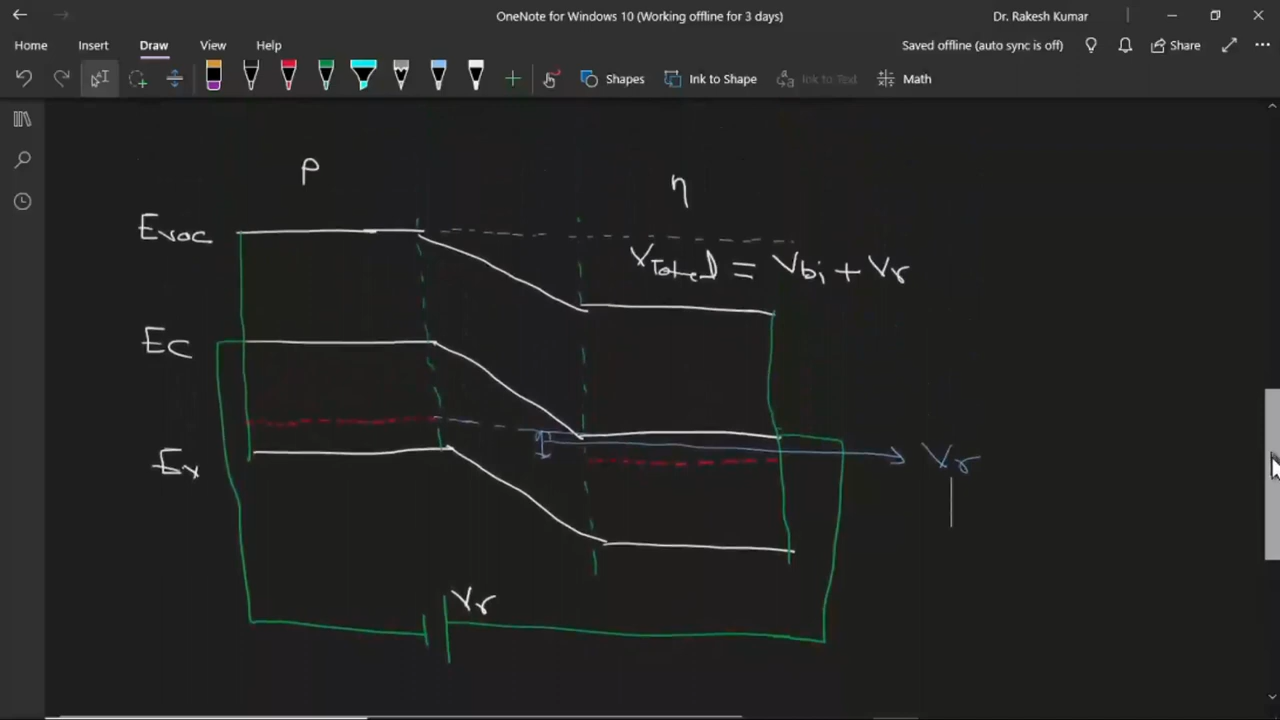 OneNote for Windows 10 (Working offline for 3 days)
Dr. Rakesh Kumar
Home Insert Draw View Help
Saved offline (auto sync is off)
Share
Shapes
Ink to Shape
Ink to Text
Math
P
η
Evac
VTotal = Vbi + Vr
EC
Ev
Vr
Vr